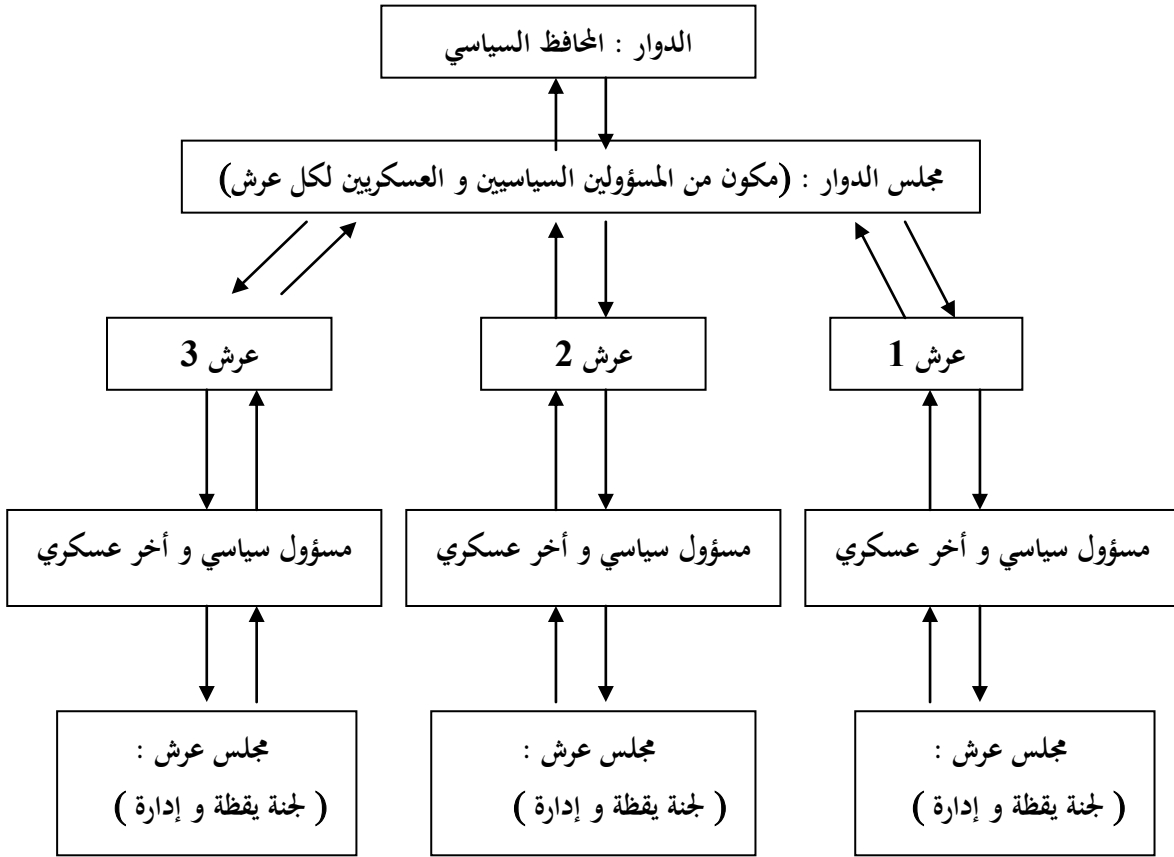 الدوار : المحافظ السياسي
مجلس الدوار : (مكون من المسؤولين السياسيين و العسكريين لكل عرش)
عرش 1
عرش 2
عرش 3
مسؤول سياسي و أخر عسكري
مسؤول سياسي و أخر عسكري
مسؤول سياسي و أخر عسكري
مجلس عرش :
( لجنة يقظة و إدارة )
مجلس عرش :
( لجنة يقظة و إدارة )
مجلس عرش :
( لجنة يقظة و إدارة )